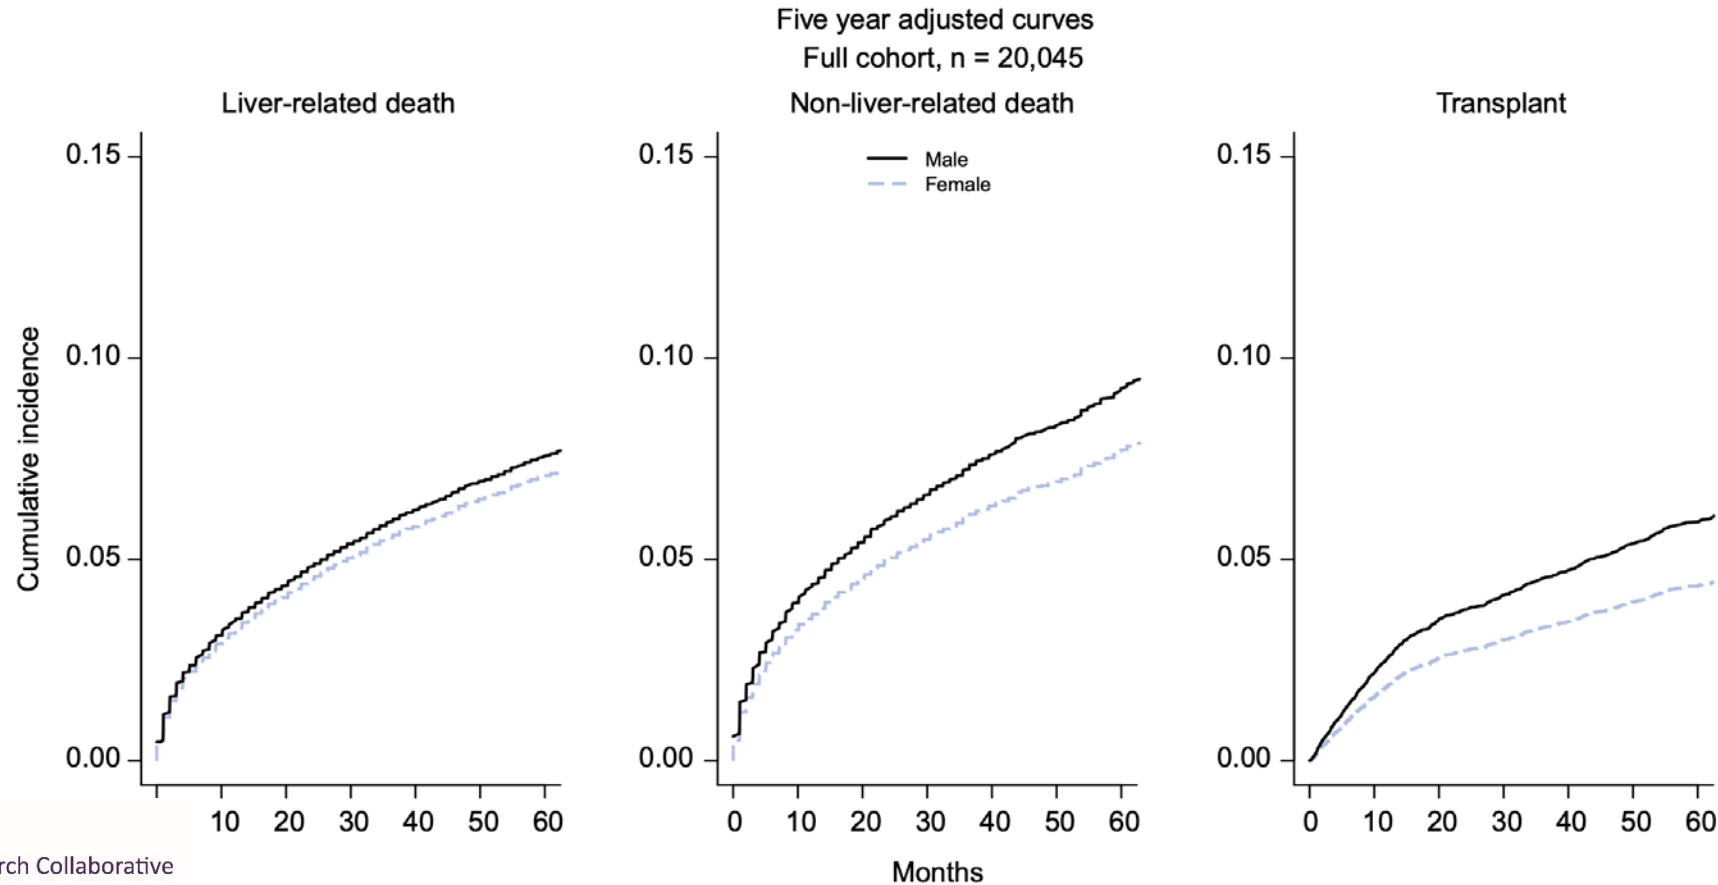 Five year adjusted curves
Full cohort, n = 20,045
Liver-related death
Non-liver-related death
Transplant
Cumulative incidence
0.15
0.10
0.05
0.00
10 20 30 40 50 60
0.15
0.10
0.05
0.00
Male
Female
0 10 20 30 40 50 60
0.15
0.10
0.05
0.00
0 10 20 30 40 50 60
Months
rch Collaborative